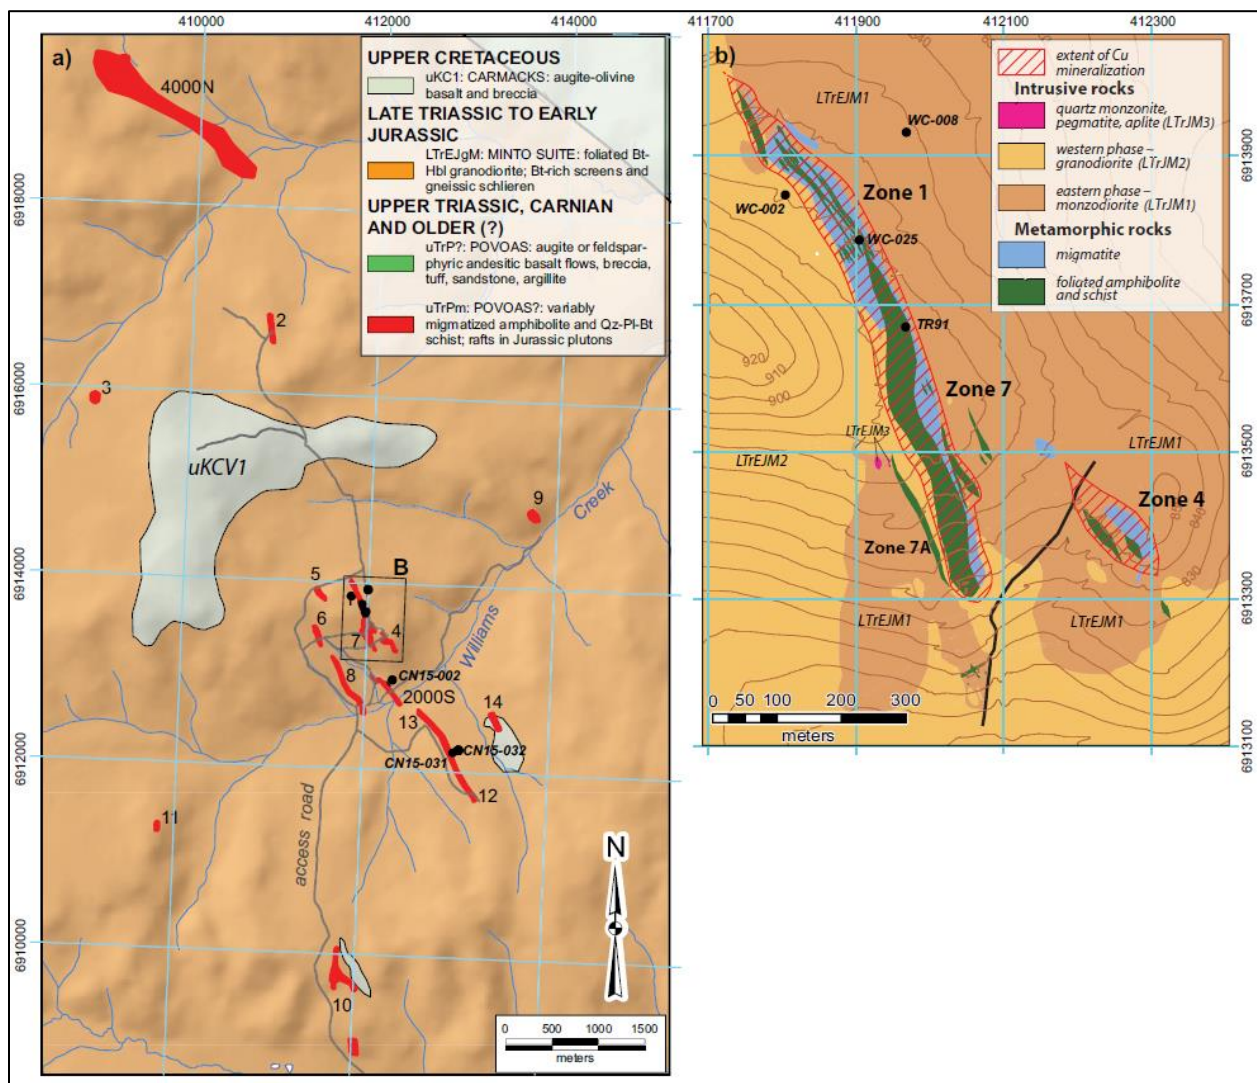 410000
412000
414000
a)
UPPER CRETACEOUS
uKC1: CARMACKS: augite-olivine
basalt and breccia
LATE TRIASSIC TO EARLY
JURASSIC
LTrEJgM: MINTO SUITE: foliated Bt-
Hbl granodiorite; Bt-rich screens and
gneissic schlieren
UPPER TRIASSIC, CARNIAN
AND OLDER (?)
uTrP?: POVOAS: augite or feldspar-
phyric andesitic basalt flows, breccia,
tuff, sandstone, argillite
uTrPm: POVOAS?: variably
migmatized amphibolite and Qz-Pl-Bt
schist; rafts in Jurassic plutons
4000N
6918000
2
3
6916000
uKCV1
9
Creek
Williams
6914000
B
5
1
6
7
4
8
CN15-002
2000S
14
13
CN15-032
CN15-031
12
6912000
11
access road
N
6910000
10
0 500 1000 1500
meters
411700
411900
412100
412300
b)
840
LTrEJM1
WC-008
extent of Cu
mineralization
Intrusive rocks
quartz monzonite,
pegmatite, aplite (LTrJM3)
western phase –
granodiorite (LTrJM2)
eastern phase –
monzodiorite (LTrJM1)
Metamorphic rocks
migmatite
foliated amphibolite
and schist
6913900
Zone 1
WC-002
WC-025
6913700
TR91
920
910
900
Zone 7
LTrEJM3
LTrEJM1
LTrEJM2
6913500
Zone 4
840
Zone 7A
830
6913300
LTrEJM1
LTrEJM1
0 50 100 200 300
meters
6913100